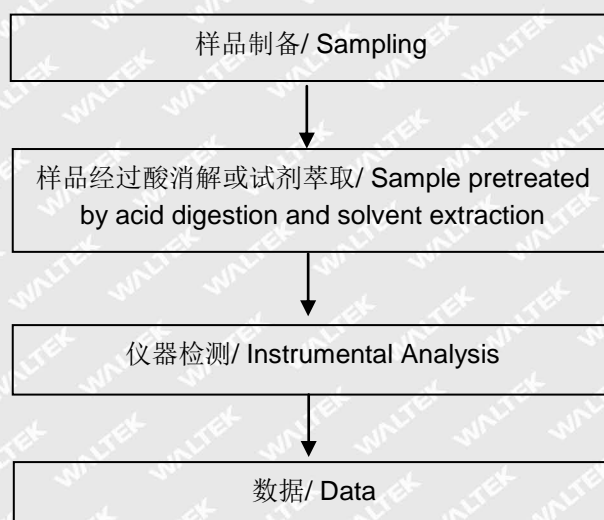 样品制备/ Sampling
样品经过酸消解或试剂萃取/ Sample pretreated
by acid digestion and solvent extraction
仪器检测/ Instrumental Analysis
数据/ Data
WALTEK